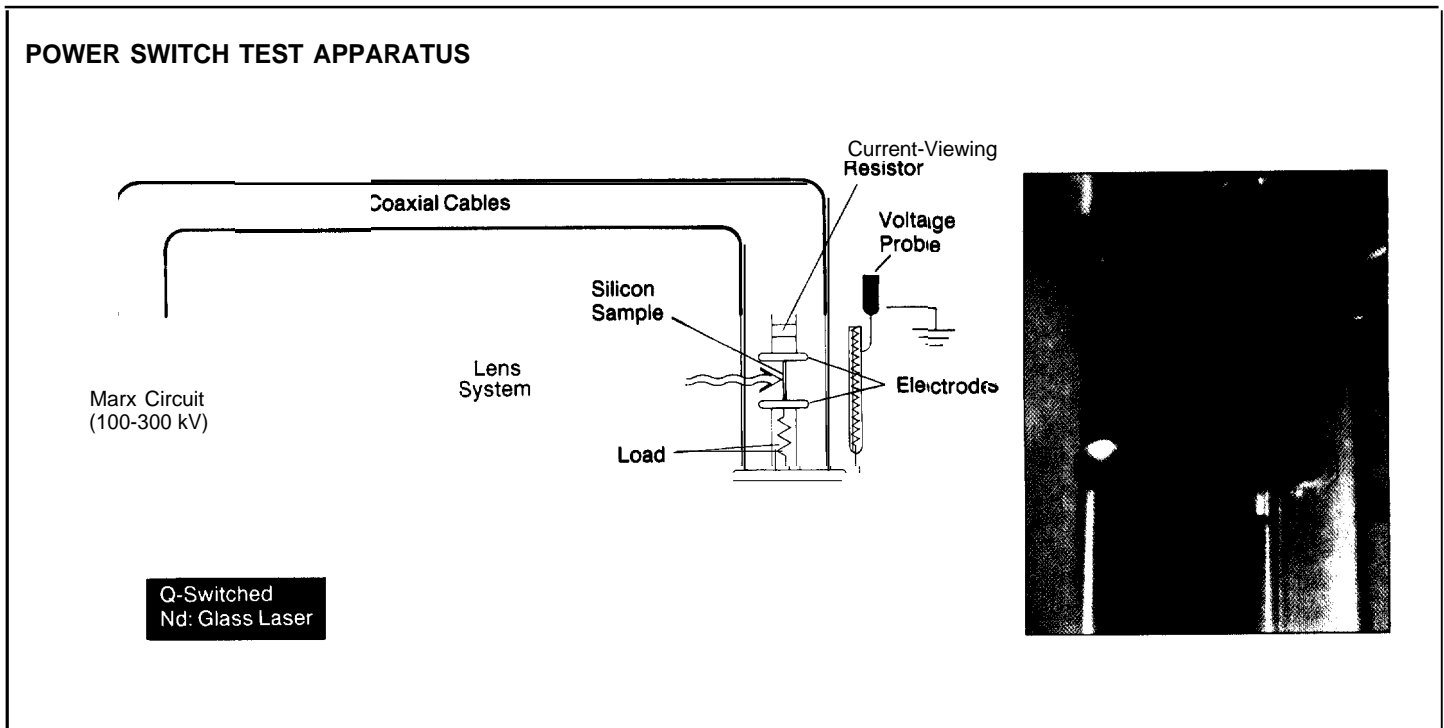 POWER SWITCH TEST APPARATUS
Current-Viewing
Resistor
Coaxial Cables
Voltage
Probe
Silicon
Sample
Lens
System
Electrodes
Marx Circuit
(100-300 kV)
Load
Q-Switched
Nd: Glass Laser